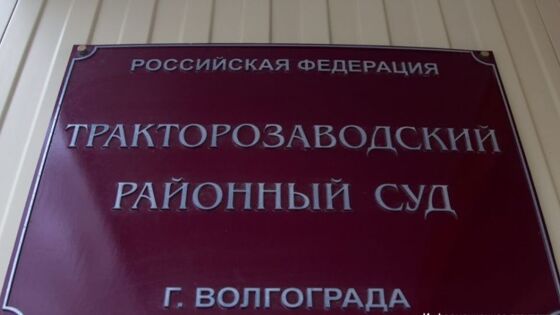 РОССИЙСКАЯ ФЕДЕРАЦИЯ
ТРАКТОРОЗАВОДСКИЙ
РАЙОННЫЙ СУД
Г. ВОЛГОГРАДА